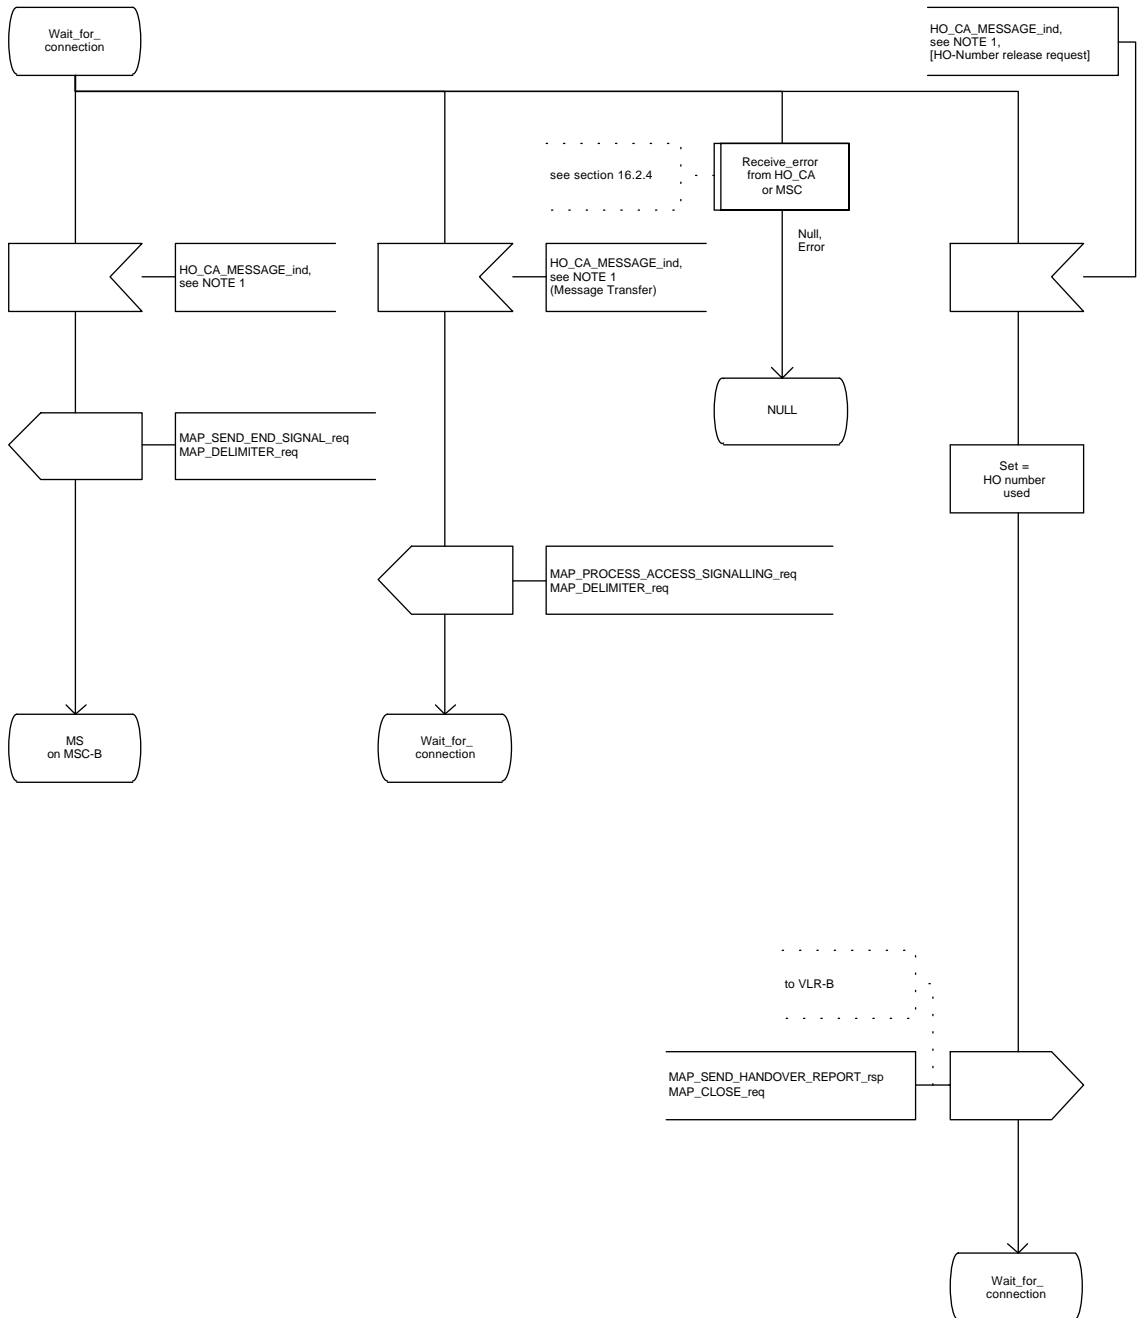 Wait_for_
connection
HO_CA_MESSAGE_ind,
see NOTE 1,
[HO-Number release request]
see section 16.2.4
Receive_error
from HO_CA
or MSC
Null,
Error
HO_CA_MESSAGE_ind,
see NOTE 1
HO_CA_MESSAGE_ind,
see NOTE 1
(Message Transfer)
NULL
MAP_SEND_END_SIGNAL_req
MAP_DELIMITER_req
Set =
HO number
used
MAP_PROCESS_ACCESS_SIGNALLING_req
MAP_DELIMITER_req
MS
on MSC-B
Wait_for_
connection
to VLR-B
MAP_SEND_HANDOVER_REPORT_rsp
MAP_CLOSE_req
Wait_for_
connection